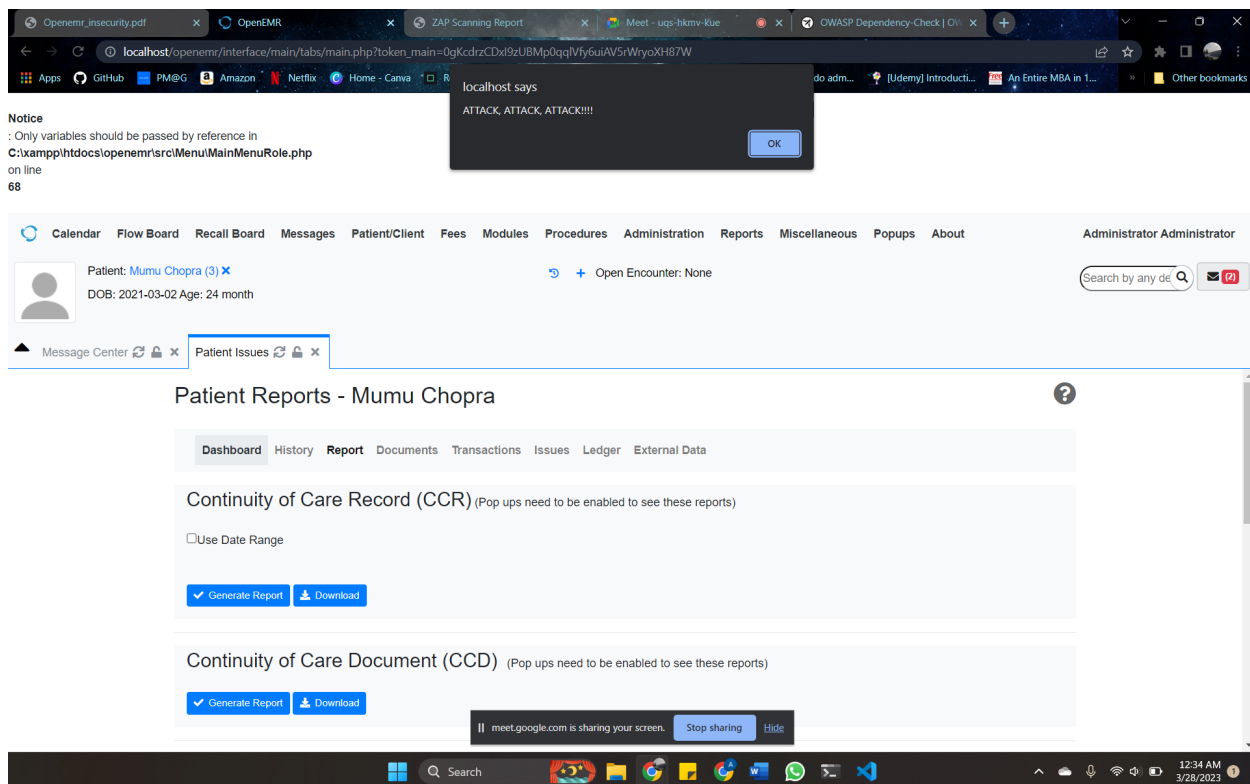 Openemr_insecurity.pdf
OpenEMR
ZAP Scanning Report
Meet - uqs-hkmv-kue
OWASP Dependency-Check | OW
localhost/openemr/interface/main/tabs/main.php?token_main=0gKcdrzCDxI9zUBMp0qqlVfy6uiAV5rWryoXH87W
Apps GitHub PM@G Amazon Netflix Home - Canva R do adm... [Udemy] Introducti... An Entire MBA in 1... » Other bookmarks
localhost says
ATTACK, ATTACK, ATTACK!!!!
OK
Notice
: Only variables should be passed by reference in
C:\xampp\htdocs\openemr\src\Menu\MainMenuRole.php
on line
68
Calendar Flow Board Recall Board Messages Patient/Client Fees Modules Procedures Administration Reports Miscellaneous Popups About Administrator Administrator
Patient: Mumu Chopra (3)
DOB: 2021-03-02 Age: 24 month
Open Encounter: None
Search by any de
(2)
Message Center
Patient Issues
Patient Reports - Mumu Chopra
Dashboard History Report Documents Transactions Issues Ledger External Data
Continuity of Care Record (CCR) (Pop ups need to be enabled to see these reports)
Use Date Range
Generate Report Download
Continuity of Care Document (CCD) (Pop ups need to be enabled to see these reports)
Generate Report Download
meet.google.com is sharing your screen. Stop sharing Hide
Search
12:34 AM
3/28/2023
1